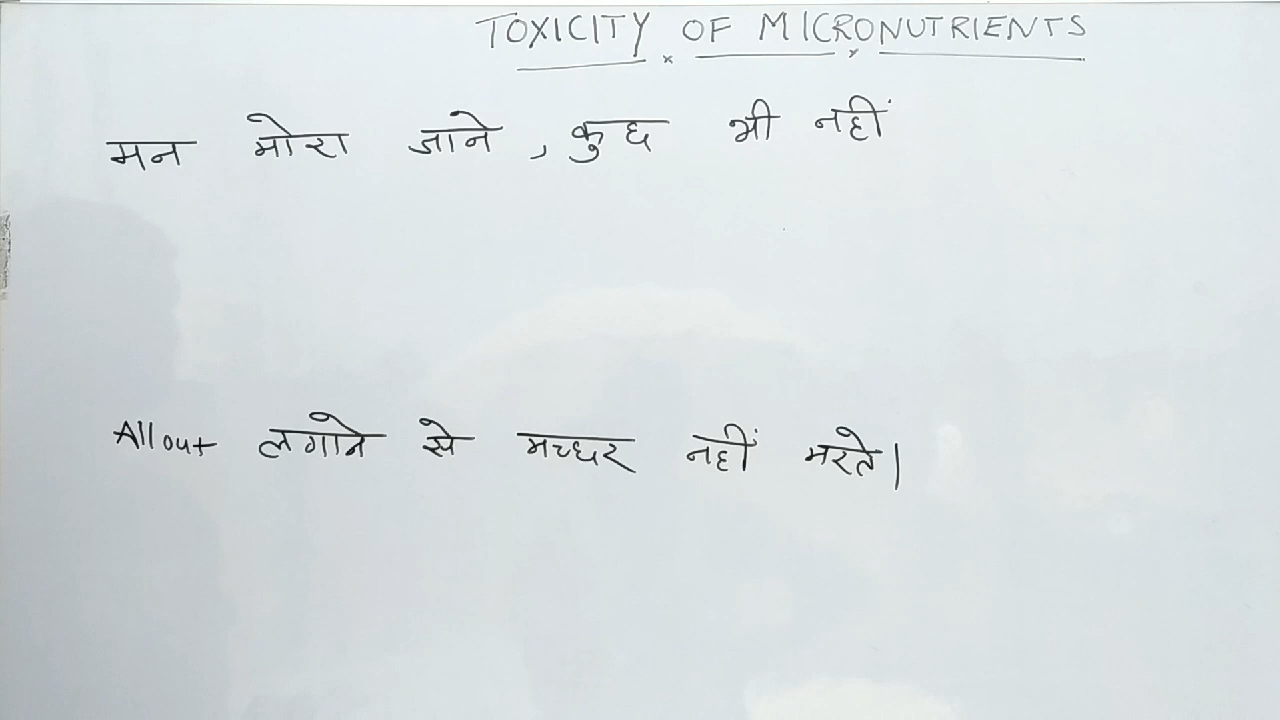 TOXICITY OF MICRONUTRIENTS
मन मोरा जाने , कुछ भी नहीं
Allout लगाने से मच्छर नहीं मरते।